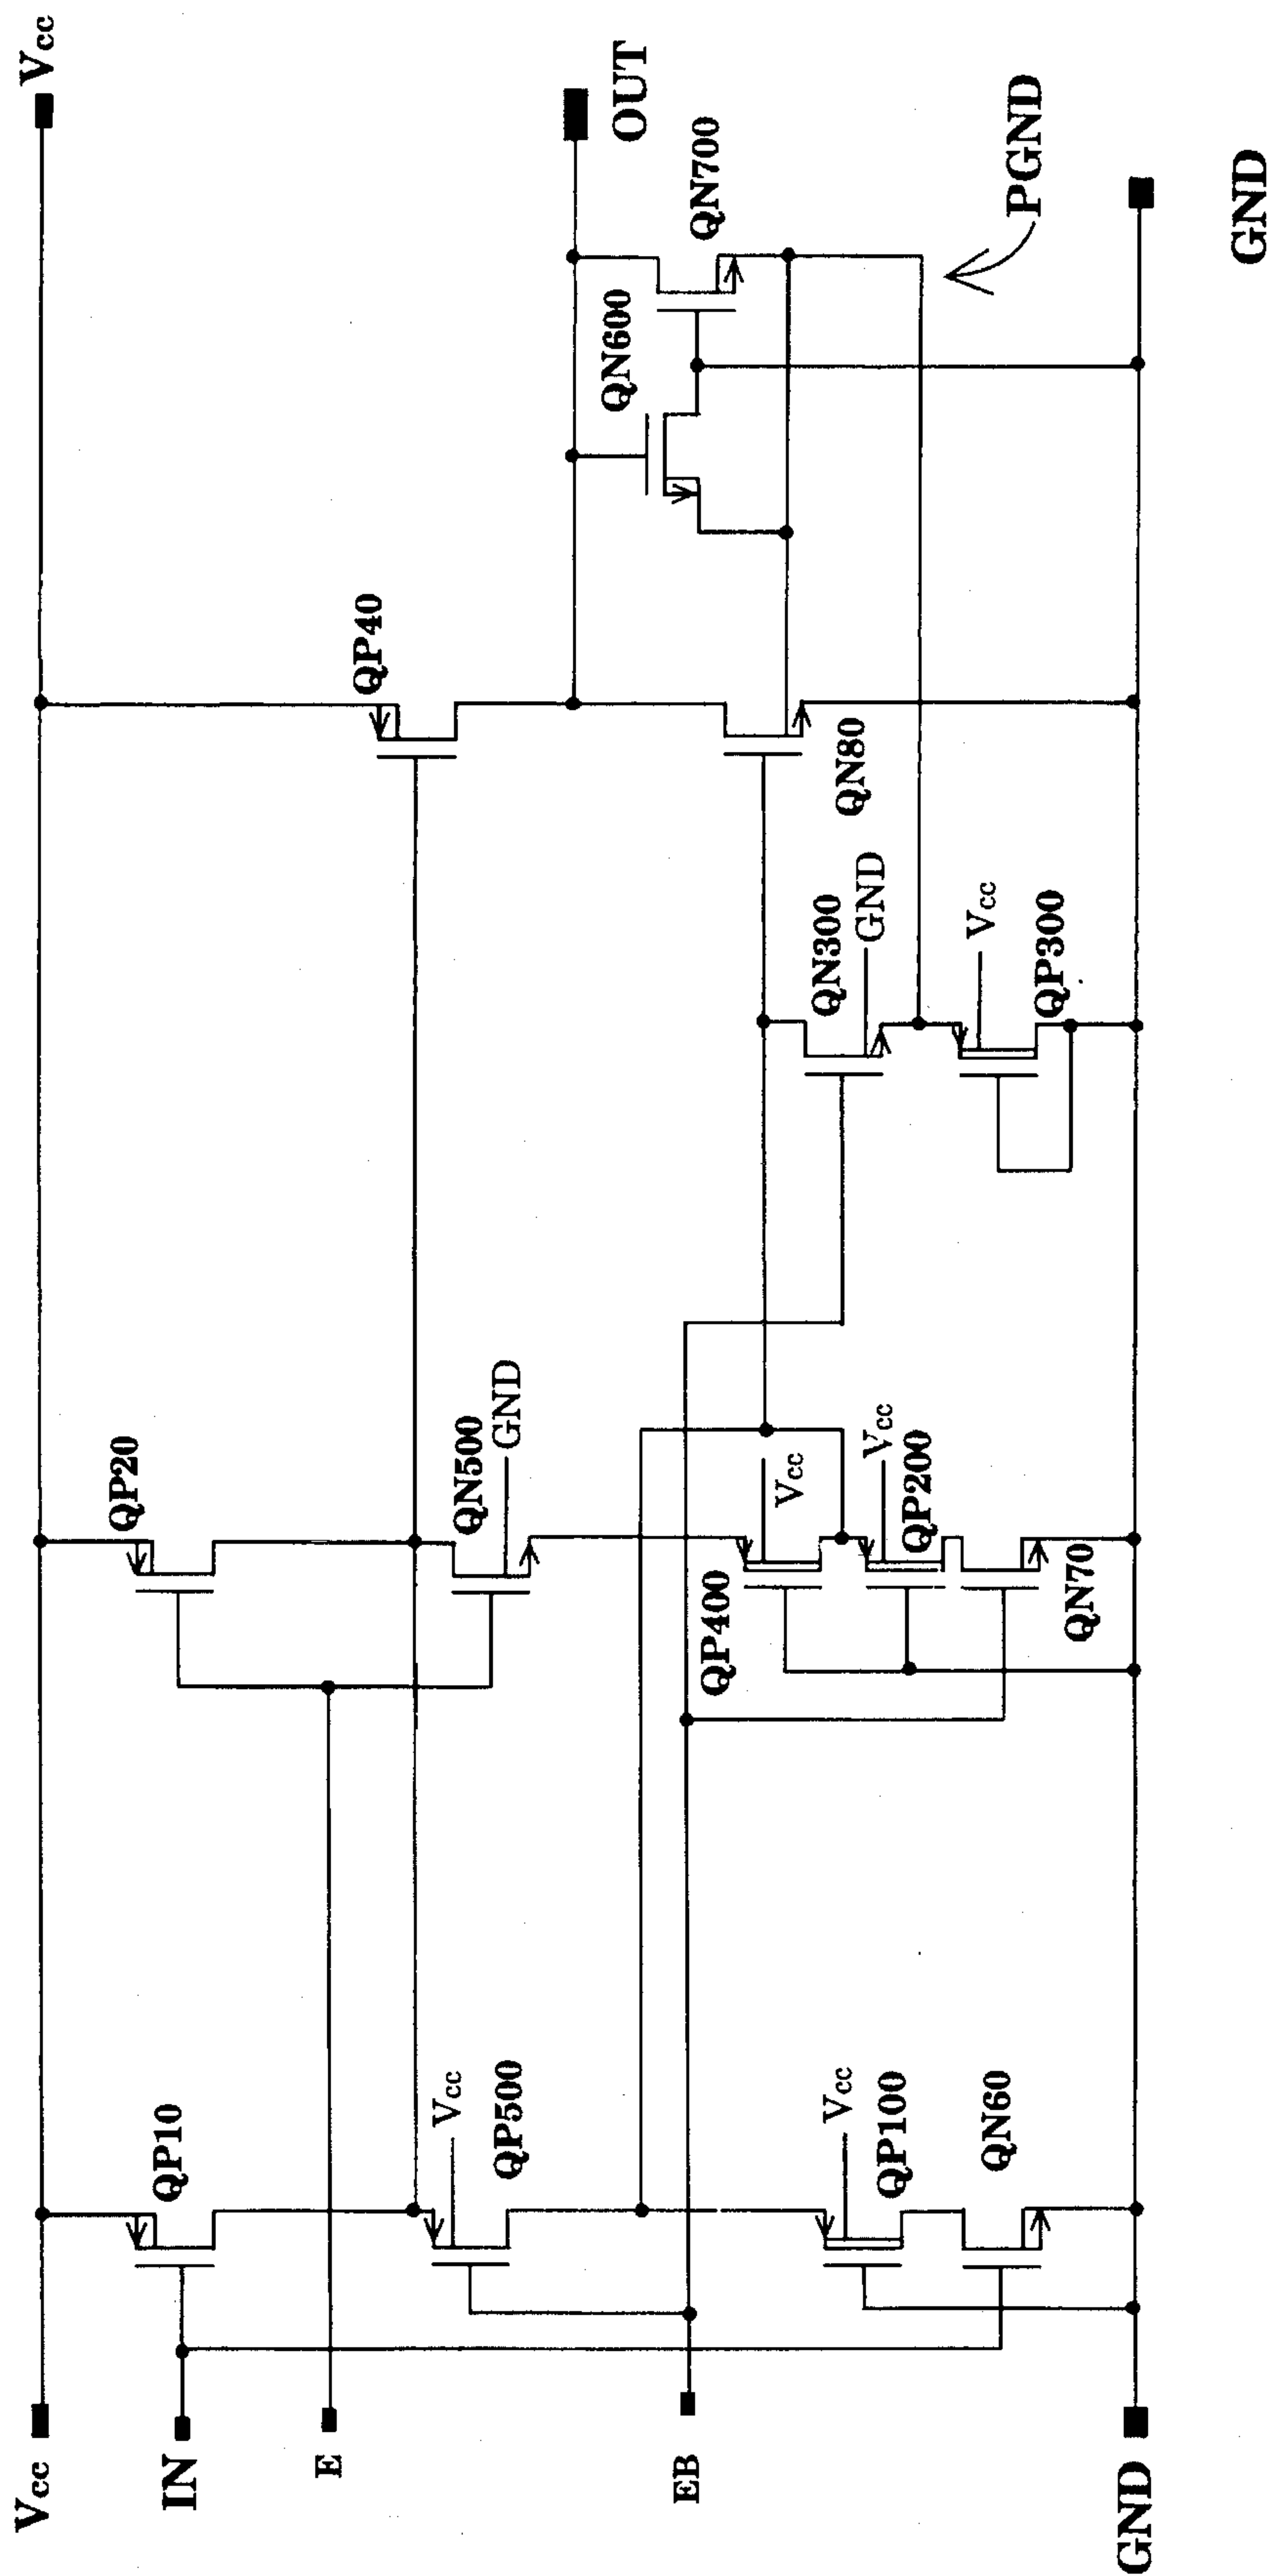 Vcc
Vcc
IN
E
EB
GND
QP10
Vcc
QP500
Vcc
QP100
QN60
QP20
QN500
GND
QP400
Vcc
Vcc
QP200
QN70
QN300
GND
Vcc
QP300
QP40
QN80
QN600
QN700
OUT
PGND
GND